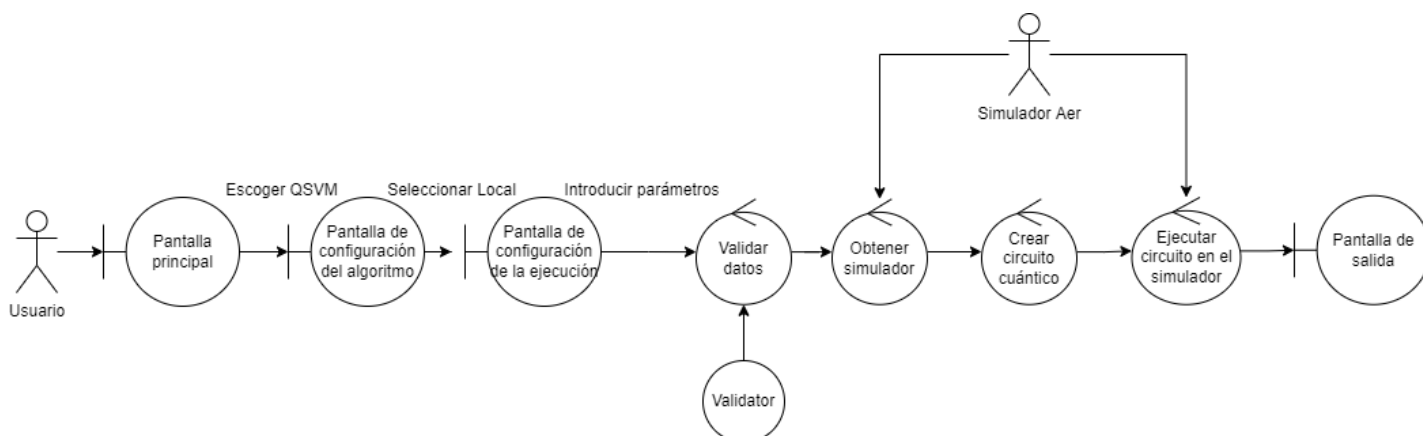 Simulador Aer
Escoger QSVM
Seleccionar Local
Introducir parámetros
Usuario
Pantalla
principal
Pantalla de
configuración
del algoritmo
Pantalla de
configuración
de la ejecución
Validar
datos
Obtener
simulador
Crear
circuito
cuántico
Ejecutar
circuito en el
simulador
Pantalla de
salida
Validator